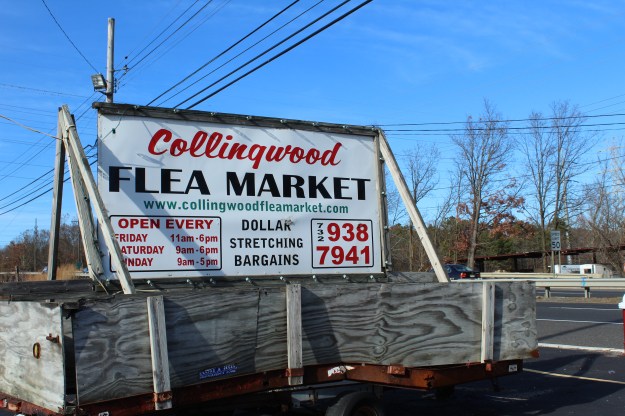 Collingwood
FLEA MARKET
www.collingwoodfleamarket.com
OPEN EVERY
FRIDAY 11am-6pm
SATURDAY 9am-6pm
SUNDAY 9am-5pm
DOLLAR
STRETCHING
BARGAINS
732 938
7941
50